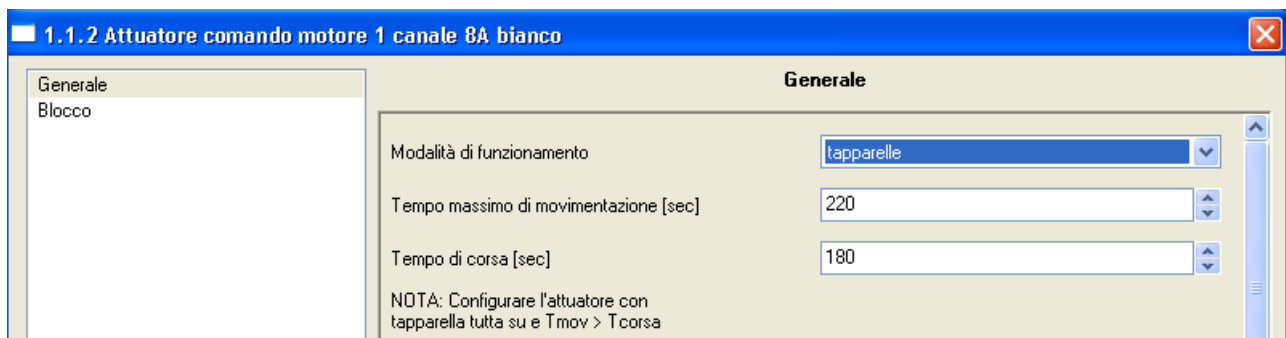 1.1.2 Attuatore comando motore 1 canale 8A bianco
Generale
Blocco
Generale
Modalità di funzionamento
tapparelle
Tempo massimo di movimentazione [sec]
220
Tempo di corsa [sec]
180
NOTA: Configurare l'attuatore con
tapparella tutta su e Tmov > Tcorsa